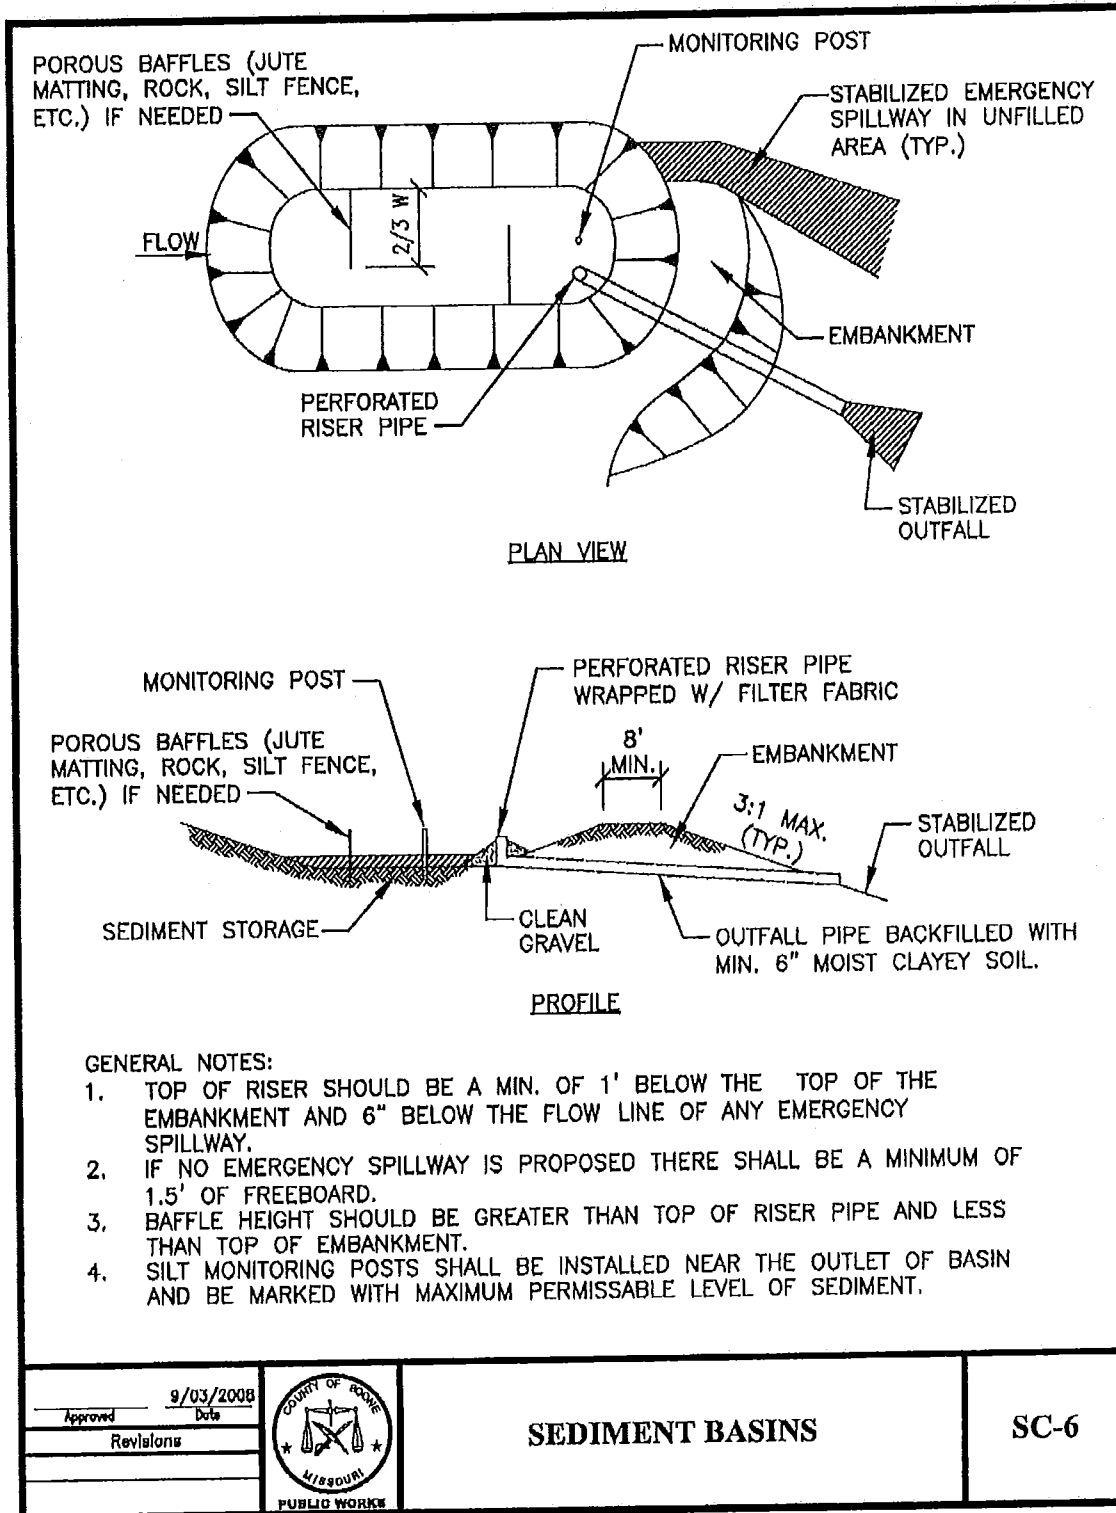 POROUS BAFFLES (JUTE
MATTING, ROCK, SILT FENCE,
ETC.) IF NEEDED
MONITORING POST
STABILIZED EMERGENCY
SPILLWAY IN UNFILLED
AREA (TYP.)
FLOW
2/3 W
EMBANKMENT
PERFORATED
RISER PIPE
STABILIZED
OUTFALL
PLAN VIEW
MONITORING POST
PERFORATED RISER PIPE
WRAPPED W/ FILTER FABRIC
POROUS BAFFLES (JUTE
MATTING, ROCK, SILT FENCE,
ETC.) IF NEEDED
8'
MIN.
EMBANKMENT
3:1 MAX.
(TYP.)
STABILIZED
OUTFALL
SEDIMENT STORAGE
CLEAN
GRAVEL
OUTFALL PIPE BACKFILLED WITH
MIN. 6" MOIST CLAYEY SOIL.
PROFILE
GENERAL NOTES:
1. TOP OF RISER SHOULD BE A MIN. OF 1' BELOW THE TOP OF THE
EMBANKMENT AND 6" BELOW THE FLOW LINE OF ANY EMERGENCY
SPILLWAY.
2. IF NO EMERGENCY SPILLWAY IS PROPOSED THERE SHALL BE A MINIMUM OF
1.5' OF FREEBOARD.
3. BAFFLE HEIGHT SHOULD BE GREATER THAN TOP OF RISER PIPE AND LESS
THAN TOP OF EMBANKMENT.
4. SILT MONITORING POSTS SHALL BE INSTALLED NEAR THE OUTLET OF BASIN
AND BE MARKED WITH MAXIMUM PERMISSABLE LEVEL OF SEDIMENT.
9/03/2008
Approved Date
Revisions
COUNTY OF BOONE
MISSOURI
PUBLIC WORKS
SEDIMENT BASINS
SC-6